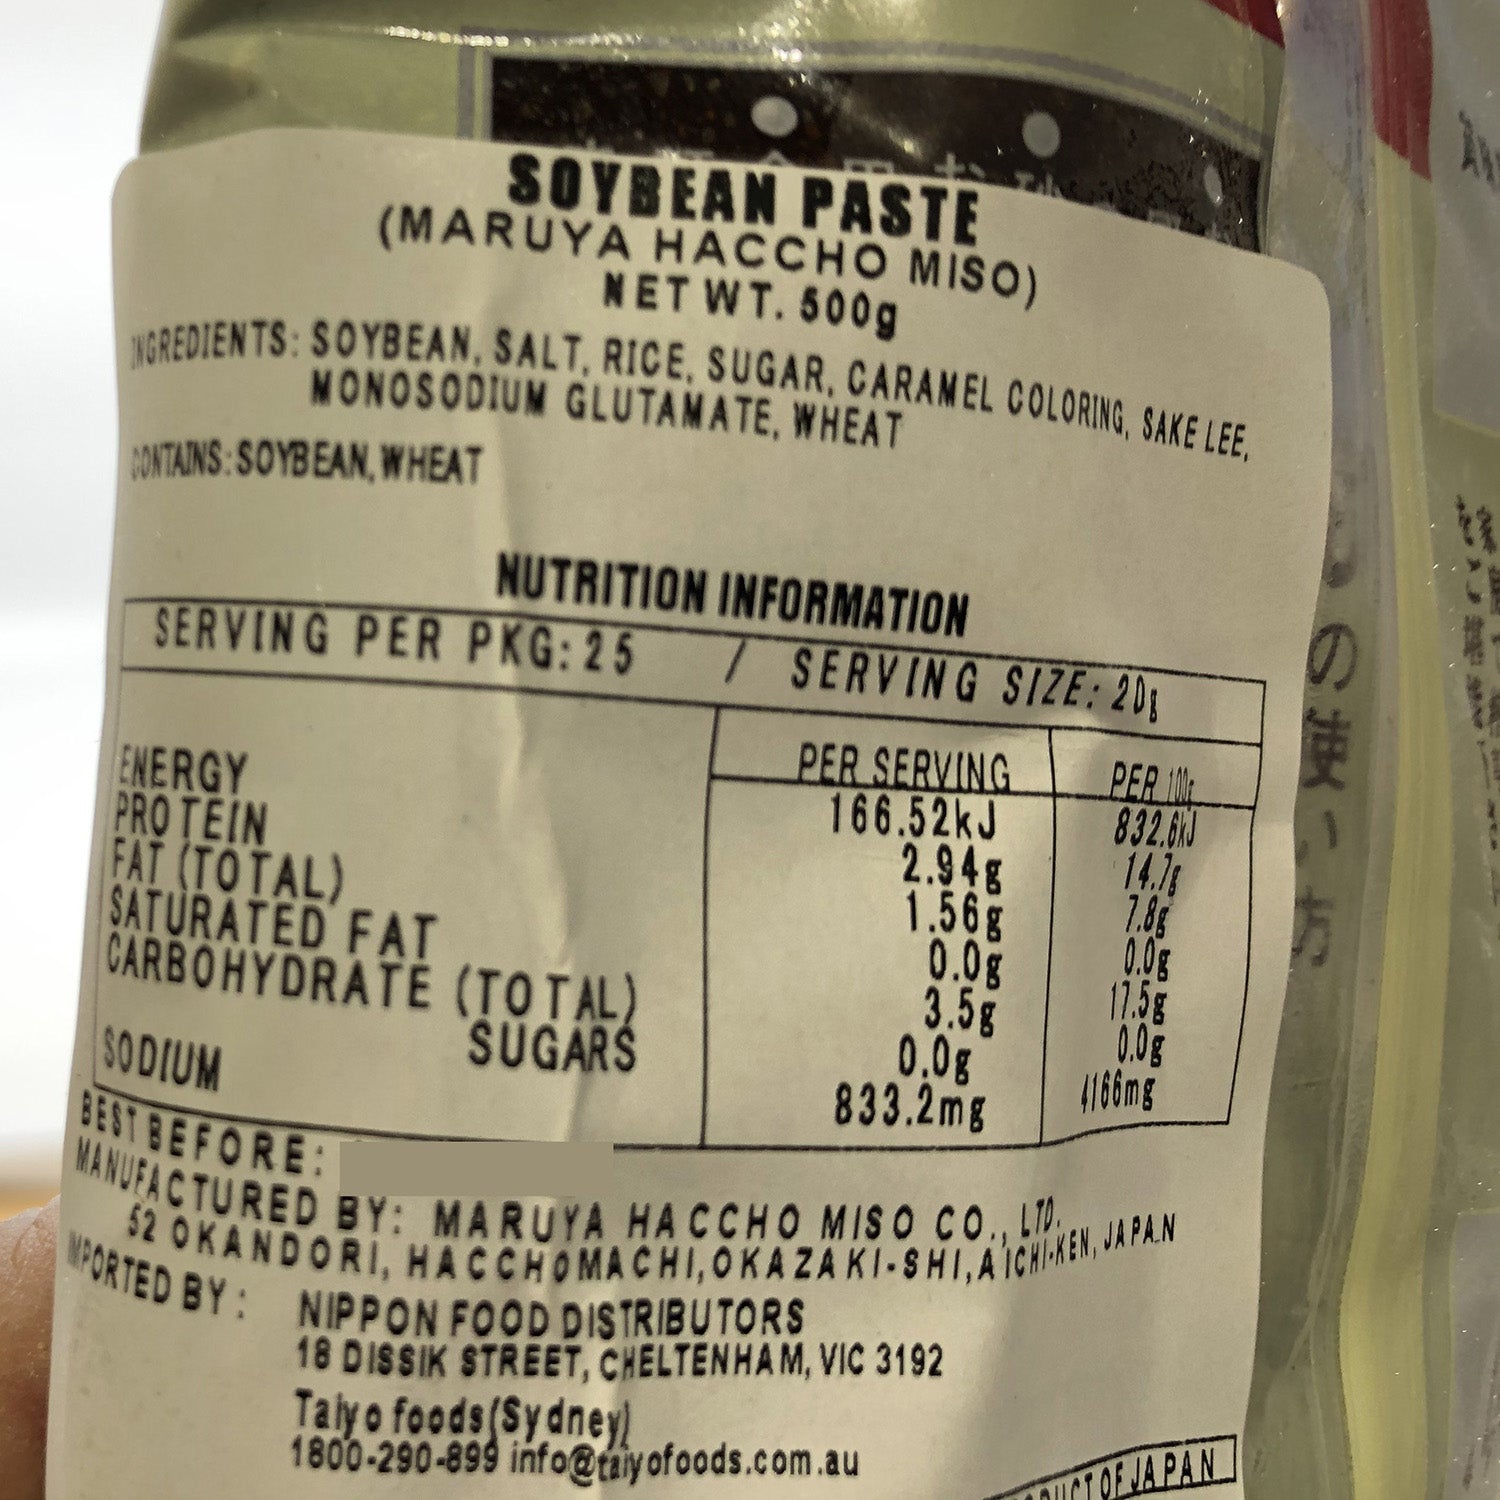 SOYBEAN PASTE
(MARUYA HACCHO MISO)
NET WT. 500g
INGREDIENTS: SOYBEAN, SALT, RICE, SUGAR, CARAMEL COLORING, SAKE LEE,
MONOSODIUM GLUTAMATE, WHEAT
CONTAINS: SOYBEAN, WHEAT
NUTRITION INFORMATION
SERVING PER PKG: 25 / SERVING SIZE: 20g
PER SERVING PER 100g
ENERGY 166.52kJ 832.6kJ
PROTEIN 2.94g 14.7g
FAT (TOTAL) 1.56g 7.8g
SATURATED FAT 0.0g 0.0g
CARBOHYDRATE (TOTAL) 3.5g 17.5g
SUGARS 0.0g 0.0g
SODIUM 833.2mg 4166mg
BEST BEFORE:
MANUFACTURED BY: MARUYA HACCHO MISO CO., LTD.
52 OKANDORI, HACCHOMACHI, OKAZAKI-SHI, AICHI-KEN, JAPAN
IMPORTED BY: NIPPON FOOD DISTRIBUTORS
18 DISSIK STREET, CHELTENHAM, VIC 3192
Taiyo foods(Sydney)
1800-290-899 info@taiyofoods.com.au
PRODUCT OF JAPAN